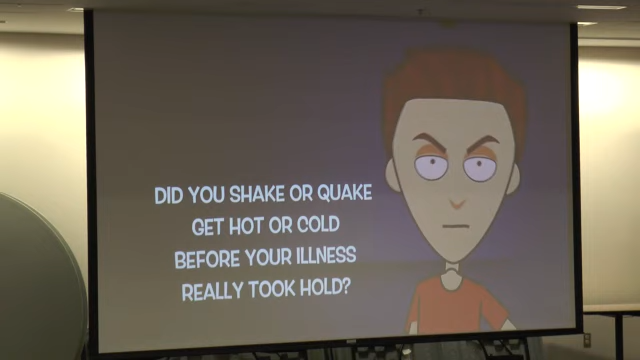 DID YOU SHAKE OR QUAKE
GET HOT OR COLD
BEFORE YOUR ILLNESS
REALLY TOOK HOLD?